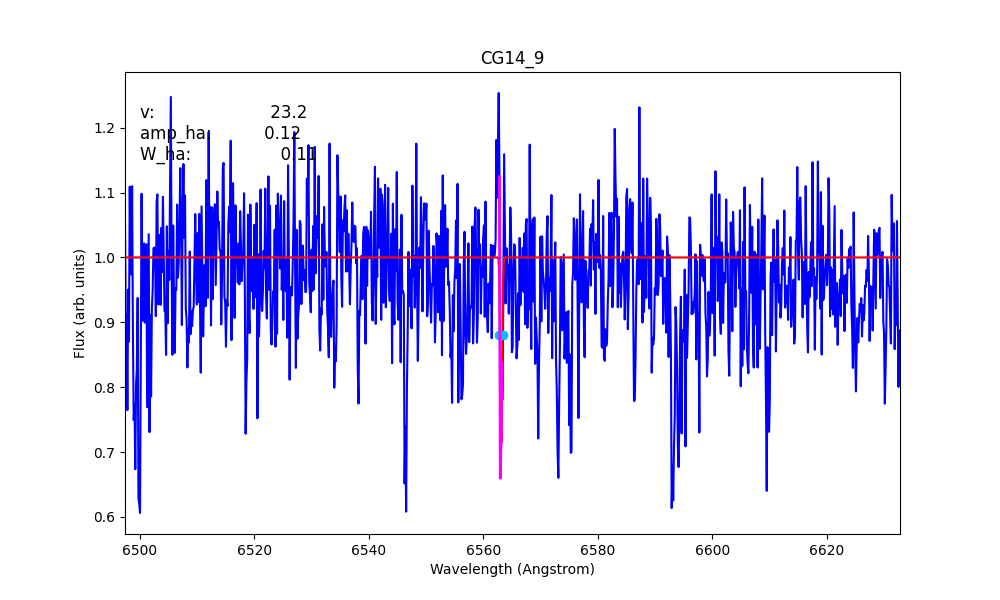 CG14_9
v: 23.2
amp_ha: 0.12
W_ha: 0.11
Flux (arb. units)
1.2
1.1
1.0
0.9
0.8
0.7
0.6
6500 6520 6540 6560 6580 6600 6620
Wavelength (Angstrom)